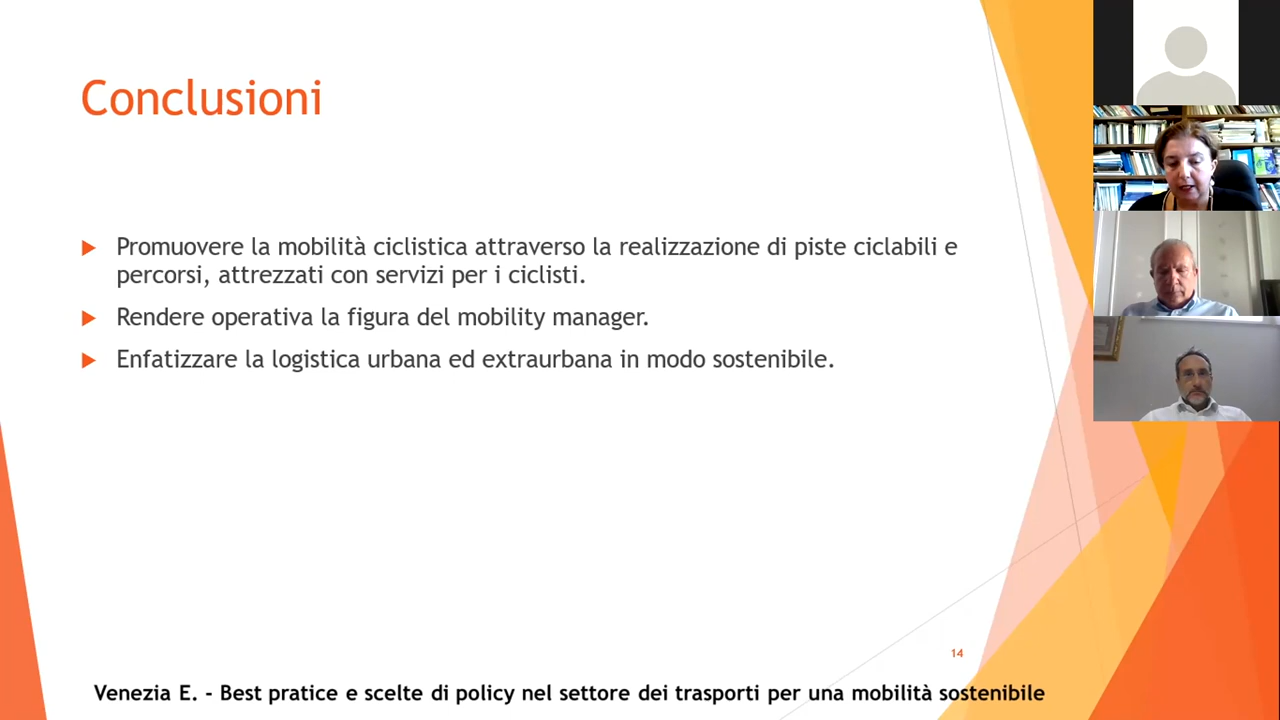 Conclusioni
Promuovere la mobilità ciclistica attraverso la realizzazione di piste ciclabili e
percorsi, attrezzati con servizi per i ciclisti.
Rendere operativa la figura del mobility manager.
Enfatizzare la logistica urbana ed extraurbana in modo sostenibile.
14
Venezia E. - Best pratice e scelte di policy nel settore dei trasporti per una mobilità sostenibile